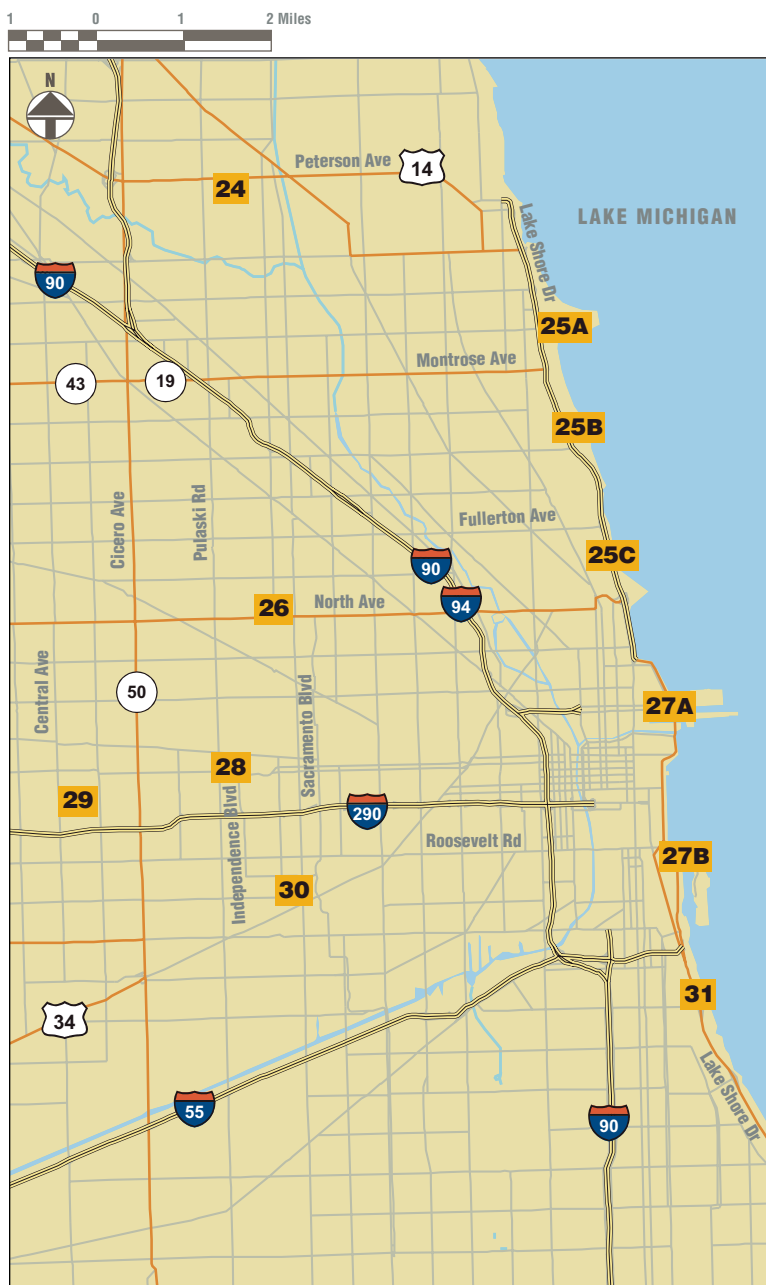 1 0 1 2 Miles
N
Peterson Ave
14
24
LAKE MICHIGAN
Lake Shore Dr
90
25A
Montrose Ave
43
19
25B
Cicero Ave
Pulaski Rd
Fullerton Ave
25C
90
26
North Ave
94
Central Ave
50
Sacramento Blvd
27A
28
29
Independence Blvd
290
Roosevelt Rd
27B
30
31
34
Lake Shore Dr
55
90